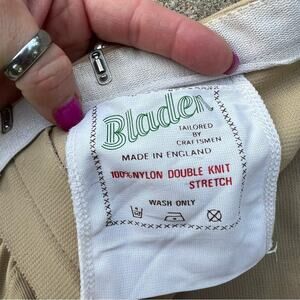 Bladen
TAILORED
BY
CRAFTSMEN
MADE IN ENGLAND
100% NYLON DOUBLE KNIT
STRETCH
WASH ONLY